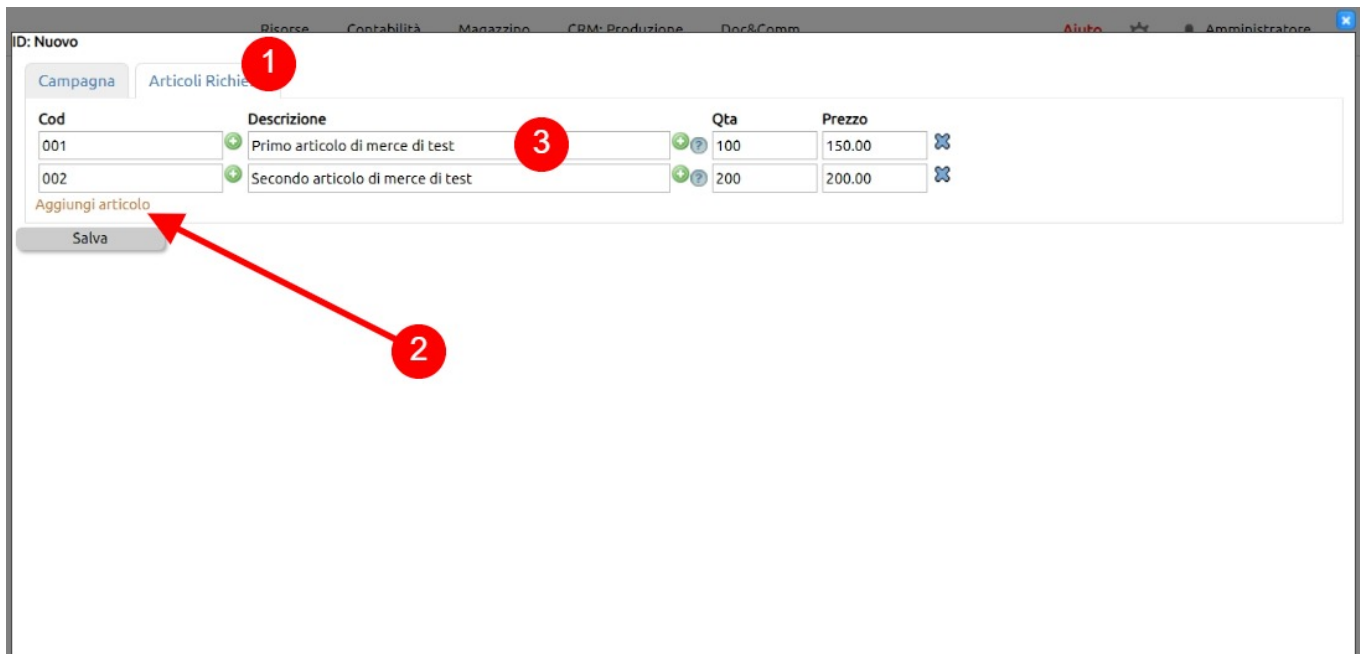 Risorse Contabilità Magazzino CRM: Produzione Doc&Comm Aiuto Amministratore
ID: Nuovo
1
Campagna Articoli Richie
Cod Descrizione Qta Prezzo
001 Primo articolo di merce di test 3 100 150.00
002 Secondo articolo di merce di test 200 200.00
Aggiungi articolo
Salva
2